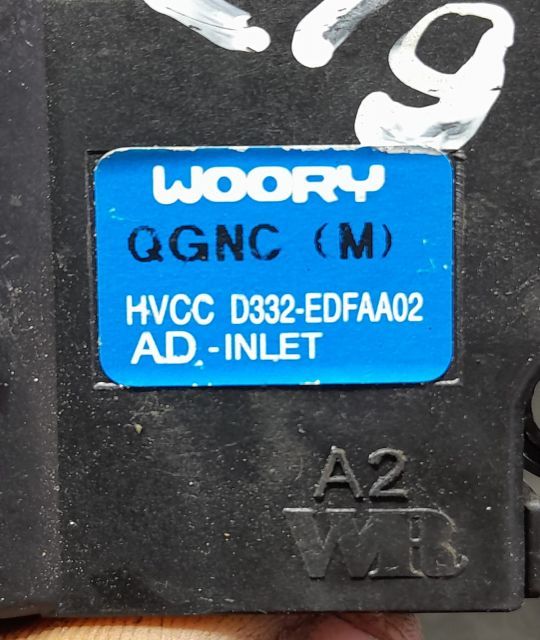 WOORY
QGNC (M)
HVCC D332-EDFAA02
AD.-INLET
A2